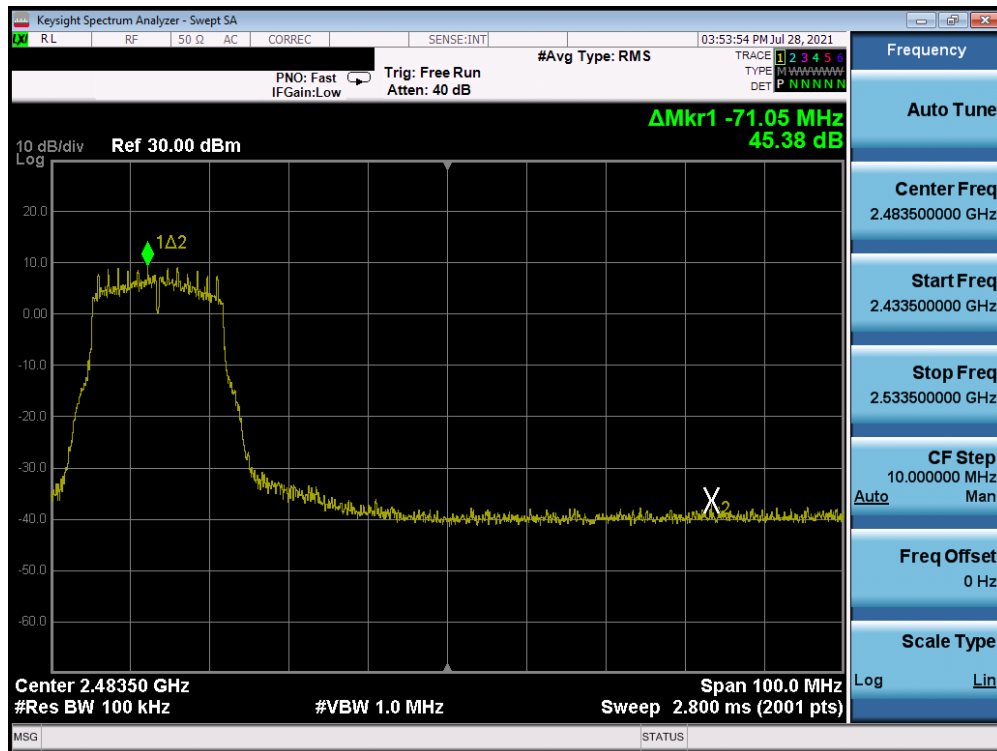 Keysight Spectrum Analyzer - Swept SA
LXI RL RF 50 Ω AC CORREC SENSE:INT 03:53:54 PM Jul 28, 2021
PNO: Fast
IFGain:Low
Trig: Free Run
Atten: 40 dB
#Avg Type: RMS
TRACE 1 2 3 4 5 6
TYPE M WWWWW
DET P N N N N N
ΔMkr1 -71.05 MHz
45.38 dB
10 dB/div Ref 30.00 dBm
Log
20.0
10.0
0.00
-10.0
-20.0
-30.0
-40.0
-50.0
-60.0
1Δ2
X2
Center 2.48350 GHz Span 100.0 MHz
#Res BW 100 kHz #VBW 1.0 MHz Sweep 2.800 ms (2001 pts)
MSG STATUS
Frequency
Auto Tune
Center Freq
2.483500000 GHz
Start Freq
2.433500000 GHz
Stop Freq
2.533500000 GHz
CF Step
10.000000 MHz
Auto Man
Freq Offset
0 Hz
Scale Type
Log Lin